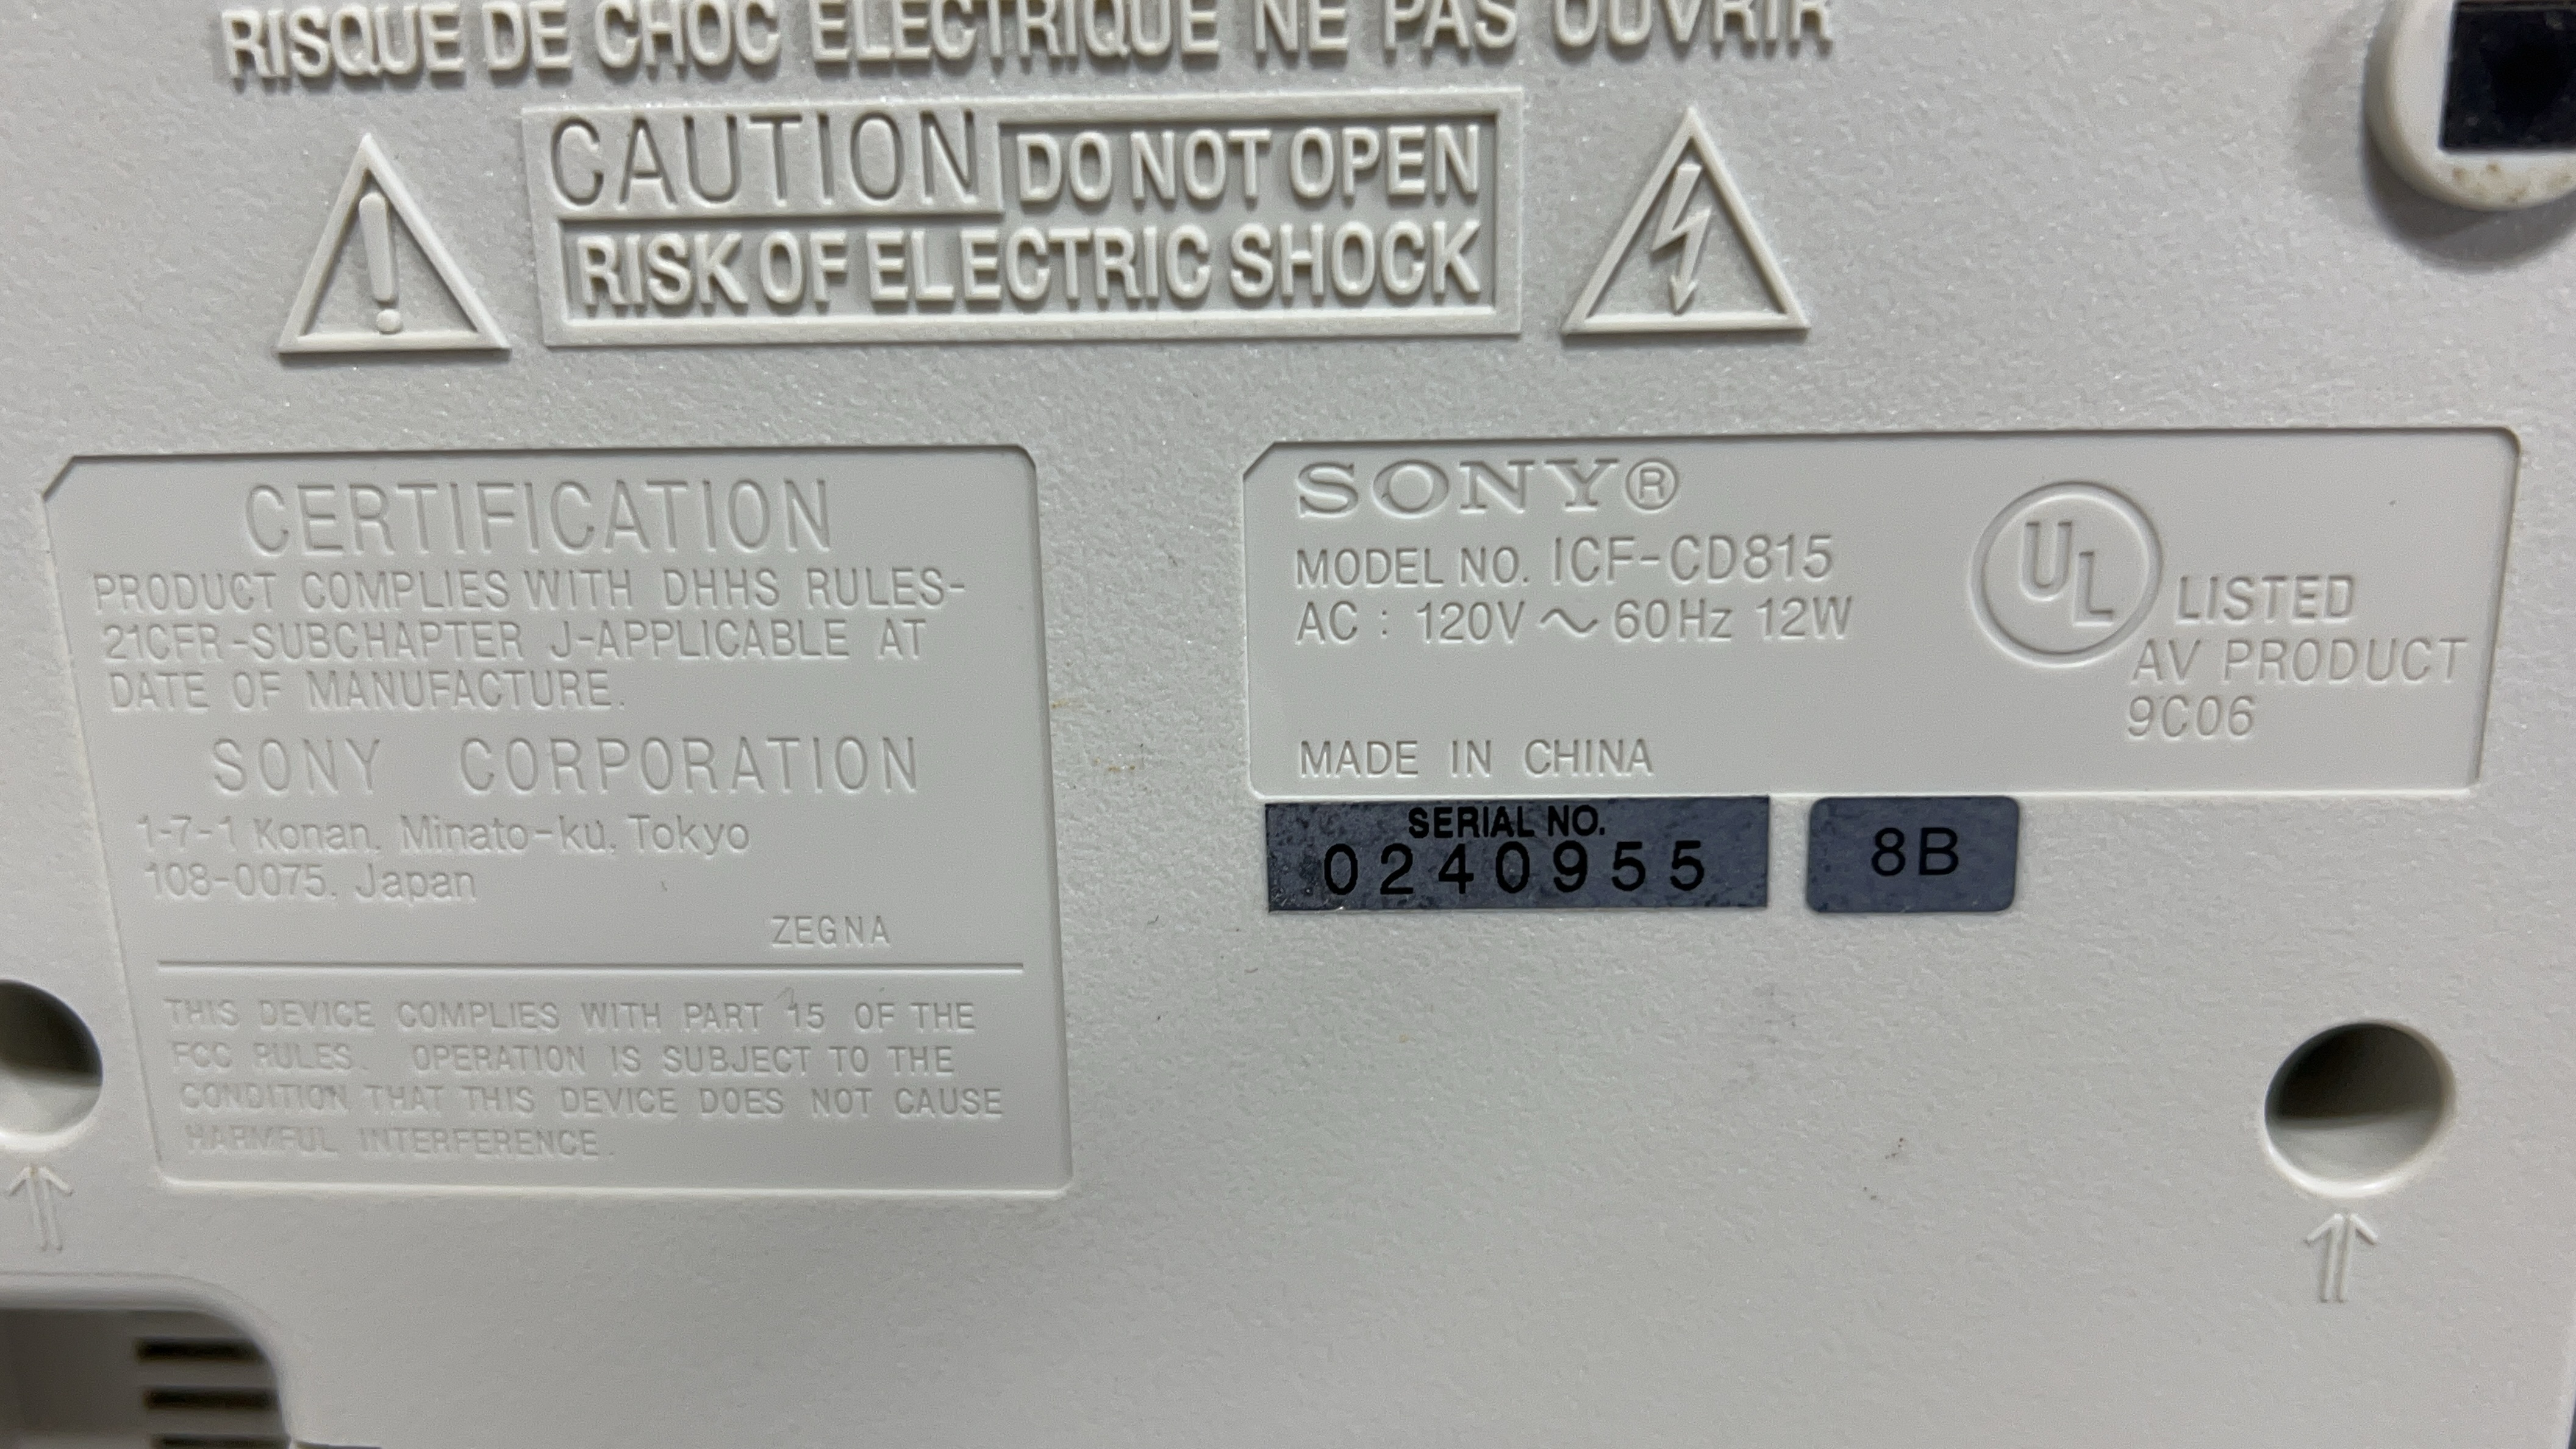 RISQUE DE CHOC ELECTRIQUE NE PAS OUVRIR
CAUTION DO NOT OPEN
RISK OF ELECTRIC SHOCK
CERTIFICATION
PRODUCT COMPLIES WITH DHHS RULES-
21CFR-SUBCHAPTER J-APPLICABLE AT
DATE OF MANUFACTURE.
SONY CORPORATION
1-7-1 Konan, Minato-ku, Tokyo
108-0075, Japan
ZEGNA
THIS DEVICE COMPLIES WITH PART 15 OF THE
FCC RULES. OPERATION IS SUBJECT TO THE
CONDITION THAT THIS DEVICE DOES NOT CAUSE
HARMFUL INTERFERENCE.
SONY®
MODEL NO. ICF-CD815
AC : 120V ~ 60Hz 12W
MADE IN CHINA
UL LISTED
AV PRODUCT
9C06
SERIAL NO.
0240955
8B